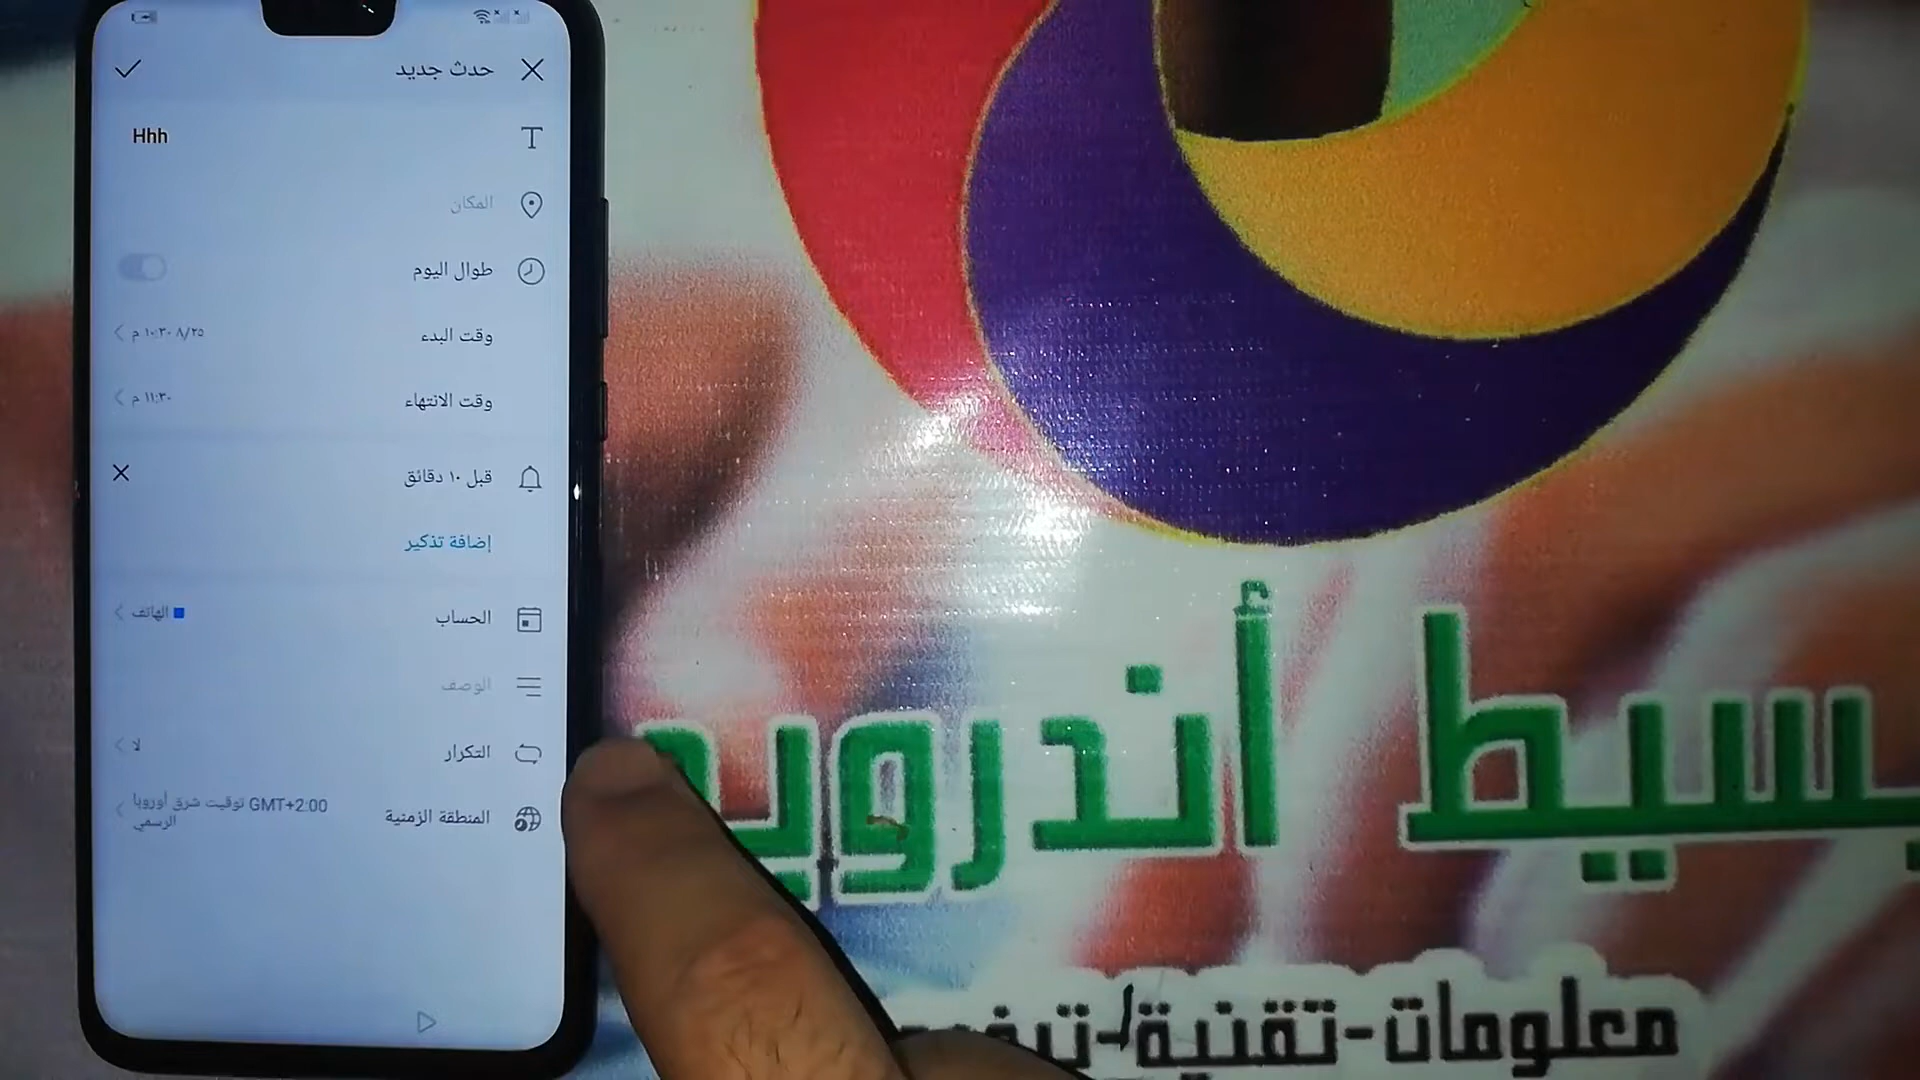 حدث جديد
Hhh
المكان
طوال اليوم
وقت البدء
٨/٢٥ ١٠:٣٠ م
وقت الانتهاء
١١:٣٠ م
قبل ١٠ دقائق
إضافة تذكير
الحساب
الهاتف
الوصف
التكرار
لا
المنطقة الزمنية
GMT+2:00 توقيت شرق أوروبا
الرسمي
بسيط أندرويد
معلومات-تقنية